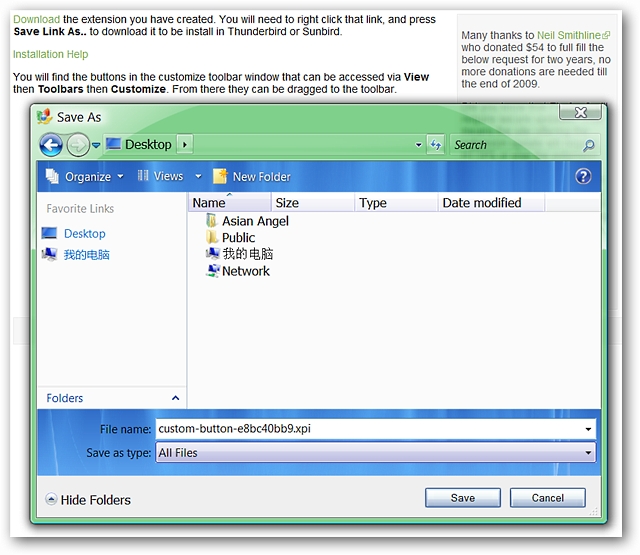 Download the extension you have created. You will need to right click that link, and press
Save Link As.. to download it to be install in Thunderbird or Sunbird.
Installation Help
You will find the buttons in the customize toolbar window that can be accessed via View
then Toolbars then Customize. From there they can be dragged to the toolbar.
Many thanks to Neil Smithline
who donated $54 to full fill the
below request for two years, no
more donations are needed till
the end of 2009.
Save As
Desktop
Search
Organize
Views
New Folder
Favorite Links
Desktop
我的电脑
Folders
Name
Size
Type
Date modified
Asian Angel
Public
我的电脑
Network
File name: custom-button-e8bc40bb9.xpi
Save as type: All Files
Hide Folders
Save
Cancel